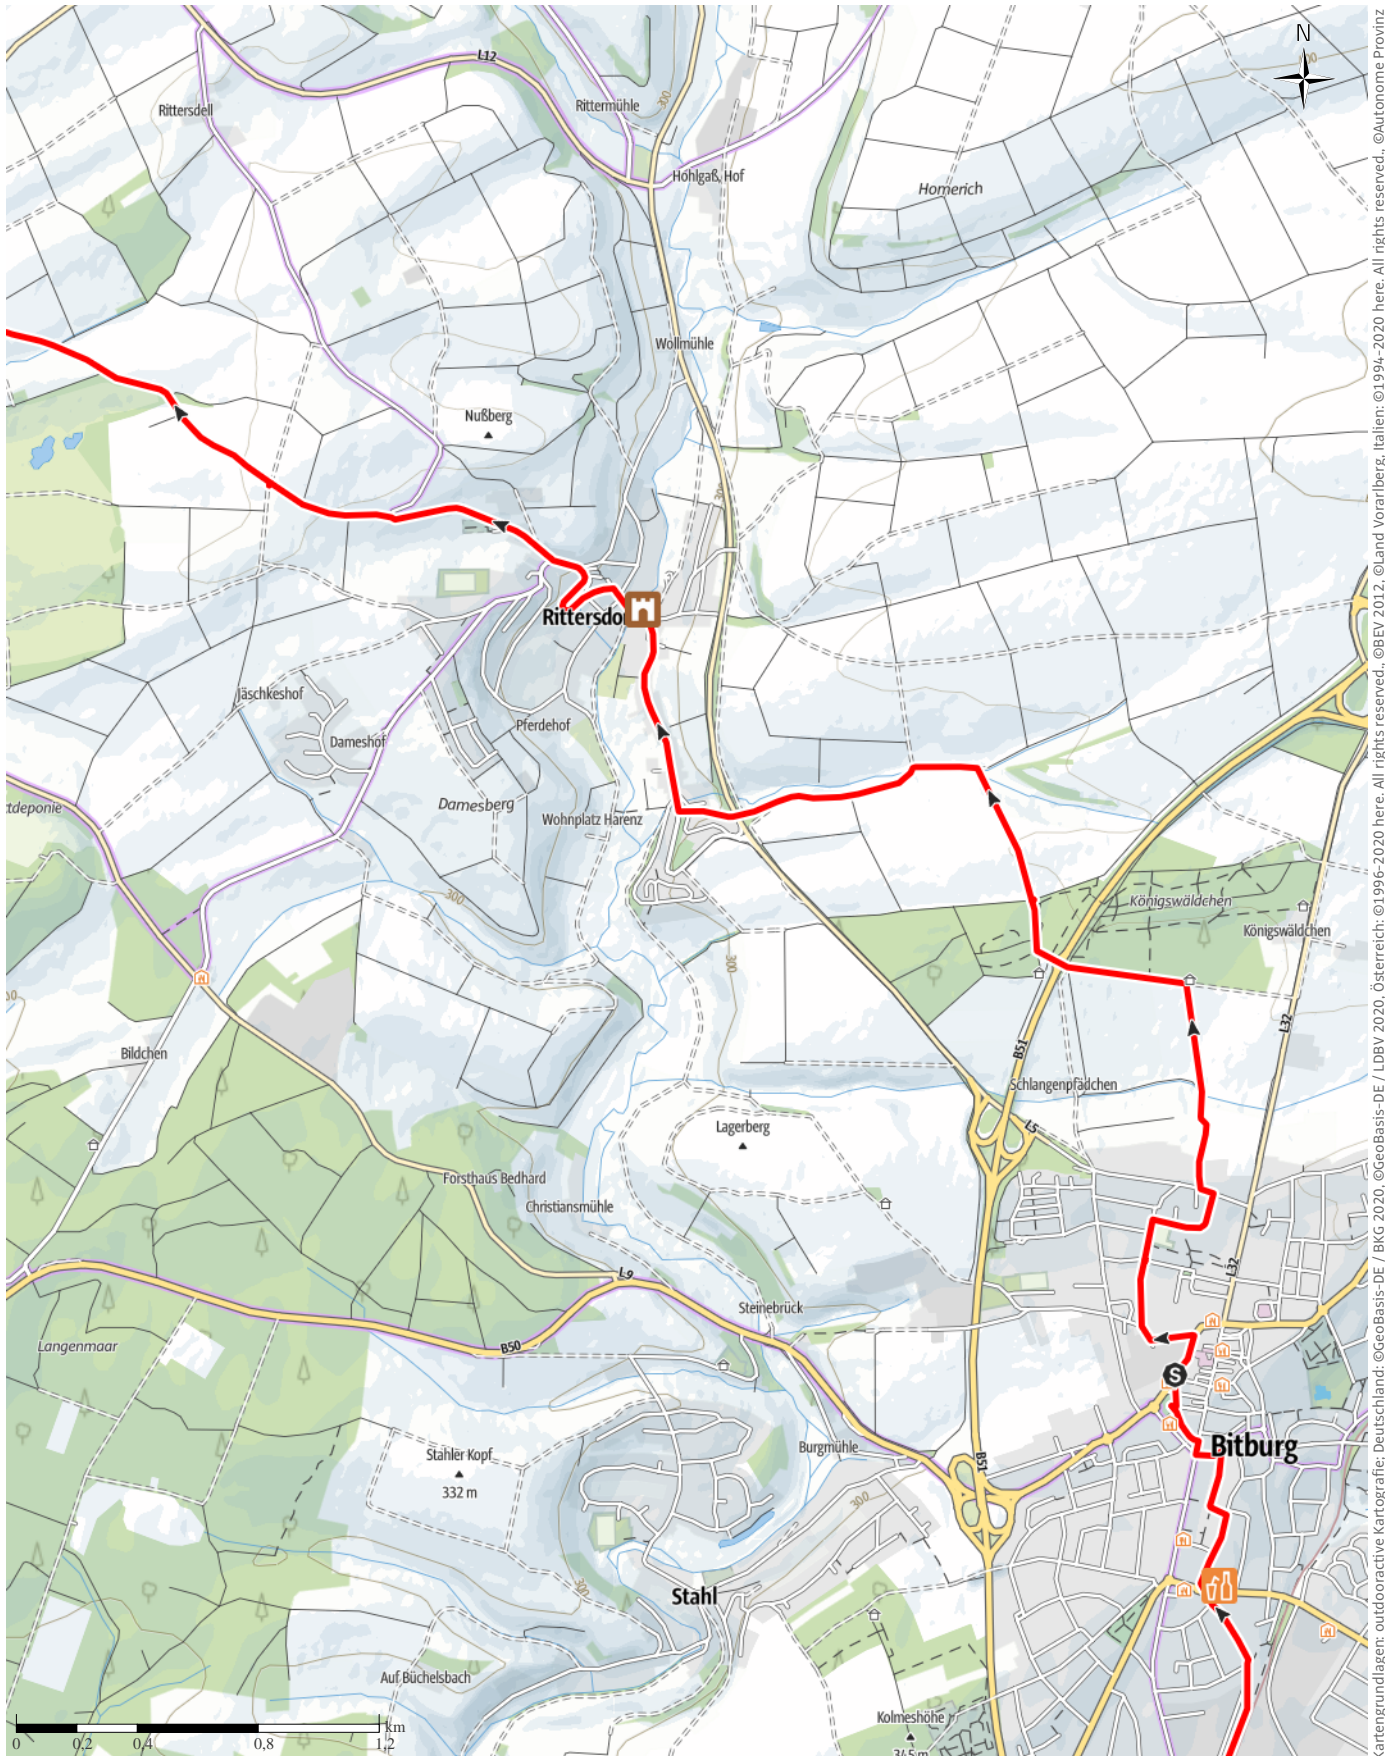 N
L12
300
Rittersdell
Rittermühle
300
Hohlgaß, Hof
Homerich
Wollmühle
Nußberg
Rittersdo
Jäschkeshof
Pferdehof
Dameshof
Damesberg
Wohnplatz Harenz
tdeponie
300
Königswäldchen
Königswäldchen
300
L32
B51
Bildchen
Schlangenpfädchen
Lagerberg
L5
Forsthaus Bedhard
Christiansmühle
L9
L32
Steinebrück
Langenmaar
B50
S
Stahler Kopf
332 m
Burgmühle
Bitburg
B51
300
300
Stahl
Auf Büchelsbach
Kolmeshöhe
345 m
km
0 0,2 0,4 0,8 1,2
artengrundlagen: outdooractive Kartografie; Deutschland: ©GeoBasis-DE / BKG 2020, ©GeoBasis-DE / LDBV 2020, Österreich: ©1996-2020 here. All rights reserved., ©BEV 2012, ©Land Vorarlberg, Italien: ©1994-2020 here. All rights reserved., ©Autonome Provinz